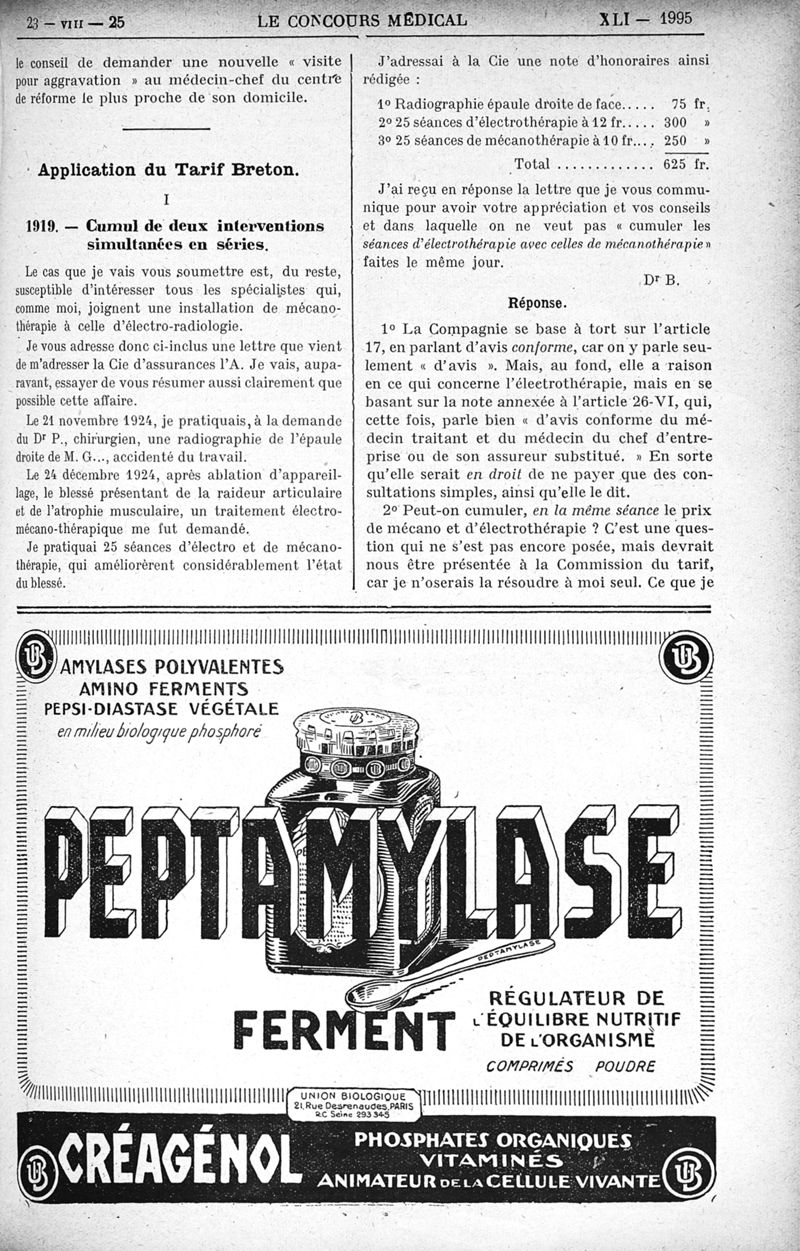 23 — VIII — 25
LE CONCOURS MÉDICAL
XLI — 1995
le conseil de demander une nouvelle « visite
pour aggravation » au médecin-chef du centre
de réforme le plus proche de son domicile.
Application du Tarif Breton.
I
1919. — Cumul de deux interventions
simultanées en séries.
Le cas que je vais vous soumettre est, du reste,
susceptible d'intéresser tous les spécialistes qui,
comme moi, joignent une installation de mécano-
thérapie à celle d'électro-radiologie.
Je vous adresse donc ci-inclus une lettre que vient
de m'adresser la Cie d'assurances l'A. Je vais, aupa-
ravant, essayer de vous résumer aussi clairement que
possible cette affaire.
Le 21 novembre 1924, je pratiquais, à la demande
du Dr P., chirurgien, une radiographie de l'épaule
droite de M. G..., accidenté du travail.
Le 24 décembre 1924, après ablation d'appareil-
lage, le blessé présentant de la raideur articulaire
et de l'atrophie musculaire, un traitement électro-
mécano-thérapique me fut demandé.
Je pratiquai 25 séances d'électro et de mécano-
thérapie, qui améliorèrent considérablement l'état
du blessé.
J'adressai à la Cie une note d'honoraires ainsi
rédigée :
1º Radiographie épaule droite de face..... 75 fr.
2º 25 séances d'électrothérapie à 12 fr..... 300 »
3º 25 séances de mécanothérapie à 10 fr.... 250 »
Total ............. 625 fr.
J'ai reçu en réponse la lettre que je vous commu-
nique pour avoir votre appréciation et vos conseils
et dans laquelle on ne veut pas « cumuler les
séances d'électrothérapie avec celles de mécanothérapie »
faites le même jour.
Dr B.
Réponse.
1º La Compagnie se base à tort sur l'article
17, en parlant d'avis conforme, car on y parle seu-
lement « d'avis ». Mais, au fond, elle a raison
en ce qui concerne l'éleetrothérapie, mais en se
basant sur la note annexée à l'article 26-VI, qui,
cette fois, parle bien « d'avis conforme du mé-
decin traitant et du médecin du chef d'entre-
prise ou de son assureur substitué. » En sorte
qu'elle serait en droit de ne payer que des con-
sultations simples, ainsi qu'elle le dit.
2º Peut-on cumuler, en la même séance le prix
de mécano et d'électrothérapie ? C'est une ques-
tion qui ne s'est pas encore posée, mais devrait
nous être présentée à la Commission du tarif,
car je n'oserais la résoudre à moi seul. Ce que je
UB
UB
AMYLASES POLYVALENTES
AMINO FERMENTS
PEPSI-DIASTASE VÉGÉTALE
en milieu biologique phosphoré
PEPTAMYLASE
PEPTAMYLASE
FERMENT
RÉGULATEUR DE
L'ÉQUILIBRE NUTRITIF
DE L'ORGANISME
COMPRIMÉS POUDRE
UNION BIOLOGIQUE
21, Rue Desrenaudes, PARIS
R.C Seine 293 345
UB
CRÉAGÉNOL
PHOSPHATES ORGANIQUES
VITAMINÉS
ANIMATEUR DE LA CELLULE VIVANTE
UB